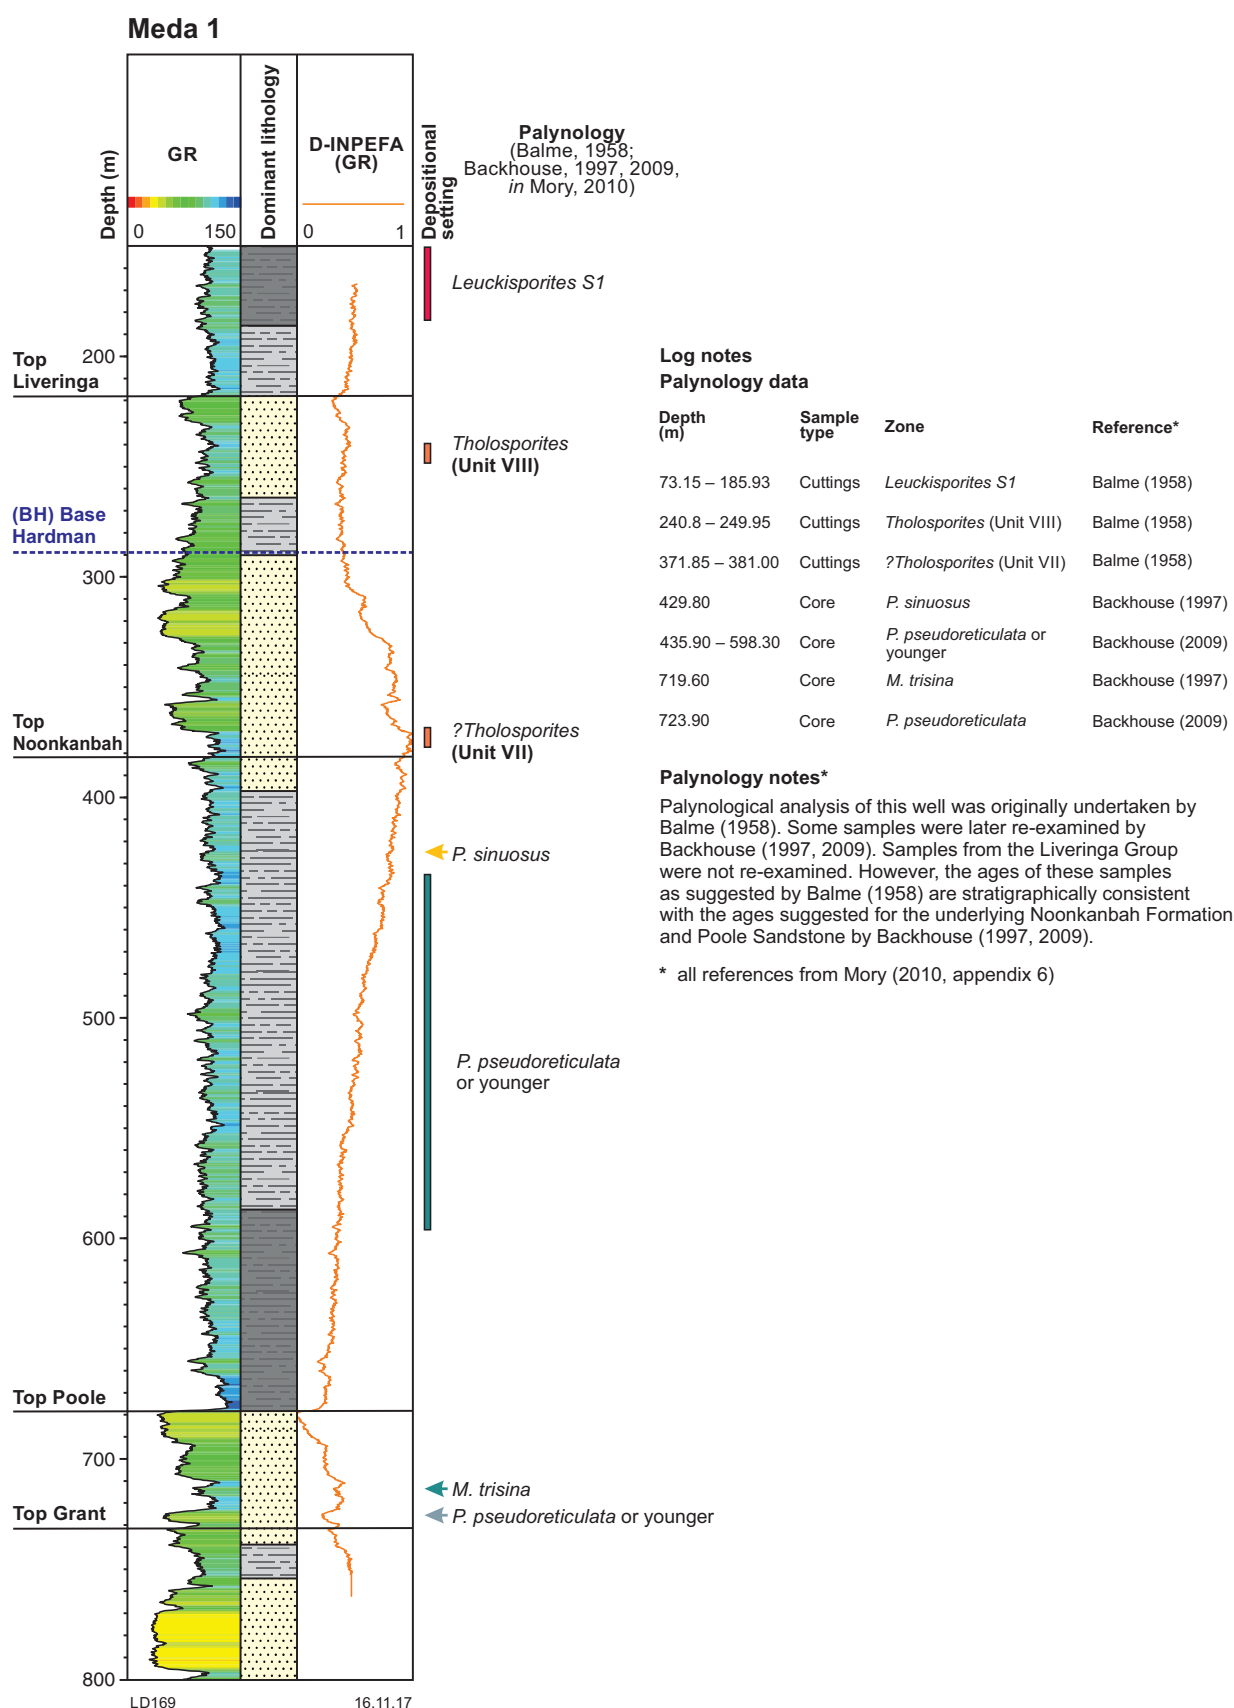 Meda 1
Depth (m)
GR
0 150
Dominant lithology
D-INPEFA
(GR)
0 1
Depositional
setting
Palynology
(Balme, 1958;
Backhouse, 1997, 2009,
in Mory, 2010)
Leuckisporites S1
200
Top
Liveringa
Tholosporites
(Unit VIII)
(BH) Base
Hardman
300
Top
Noonkanbah
?Tholosporites
(Unit VII)
400
P. sinuosus
500
P. pseudoreticulata
or younger
600
Top Poole
700
M. trisina
Top Grant
P. pseudoreticulata or younger
800
LD169
16.11.17
Log notes
Palynology data
Depth
(m)
Sample
type
Zone
Reference*
73.15 – 185.93 Cuttings Leuckisporites S1 Balme (1958)
240.8 – 249.95 Cuttings Tholosporites (Unit VIII) Balme (1958)
371.85 – 381.00 Cuttings ?Tholosporites (Unit VII) Balme (1958)
429.80 Core P. sinuosus Backhouse (1997)
435.90 – 598.30 Core P. pseudoreticulata or
younger Backhouse (2009)
719.60 Core M. trisina Backhouse (1997)
723.90 Core P. pseudoreticulata Backhouse (2009)
Palynology notes*
Palynological analysis of this well was originally undertaken by
Balme (1958). Some samples were later re-examined by
Backhouse (1997, 2009). Samples from the Liveringa Group
were not re-examined. However, the ages of these samples
as suggested by Balme (1958) are stratigraphically consistent
with the ages suggested for the underlying Noonkanbah Formation
and Poole Sandstone by Backhouse (1997, 2009).
* all references from Mory (2010, appendix 6)